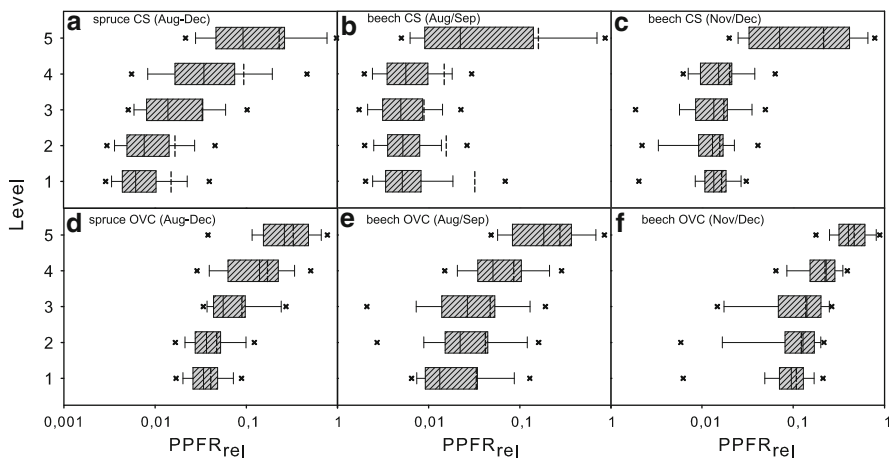 a spruce CS (Aug-Dec)
b beech CS (Aug/Sep)
c beech CS (Nov/Dec)
5
4
3
2
1
Level
d spruce OVC (Aug-Dec)
e beech OVC (Aug/Sep)
f beech OVC (Nov/Dec)
5
4
3
2
1
0,001 0,01 0,1 1 0,01 0,1 1 0,01 0,1 1
PPFRrel PPFRrel PPFRrel